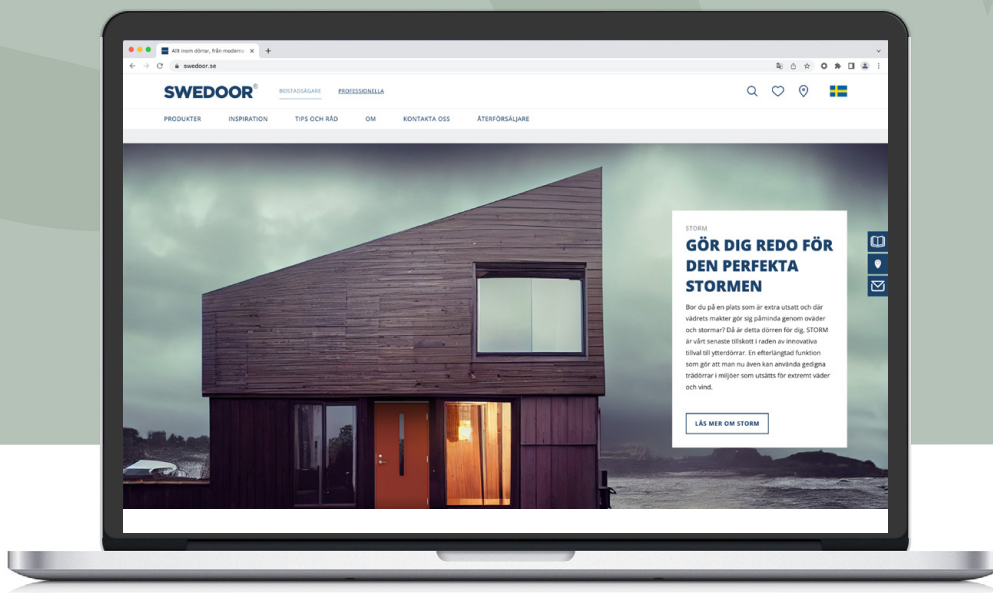 Allt inom dörrar, från moderna
swedoor.se
SWEDOOR®
BOSTADSÄGARE PROFESSIONELLA
PRODUKTER INSPIRATION TIPS OCH RÅD OM KONTAKTA OSS ÅTERFÖRSÄLJARE
STORM
GÖR DIG REDO FÖR
DEN PERFEKTA
STORMEN
Bor du på en plats som är extra utsatt och där
vädrets makter gör sig påminda genom oväder
och stormar? Då är detta dörren för dig. STORM
är vårt senaste tillskott i raden av innovativa
tillval till ytterdörrar. En efterlängtad funktion
som gör att man nu även kan använda gedigna
trädörrar i miljöer som utsätts för extremt väder
och vind.
LÄS MER OM STORM